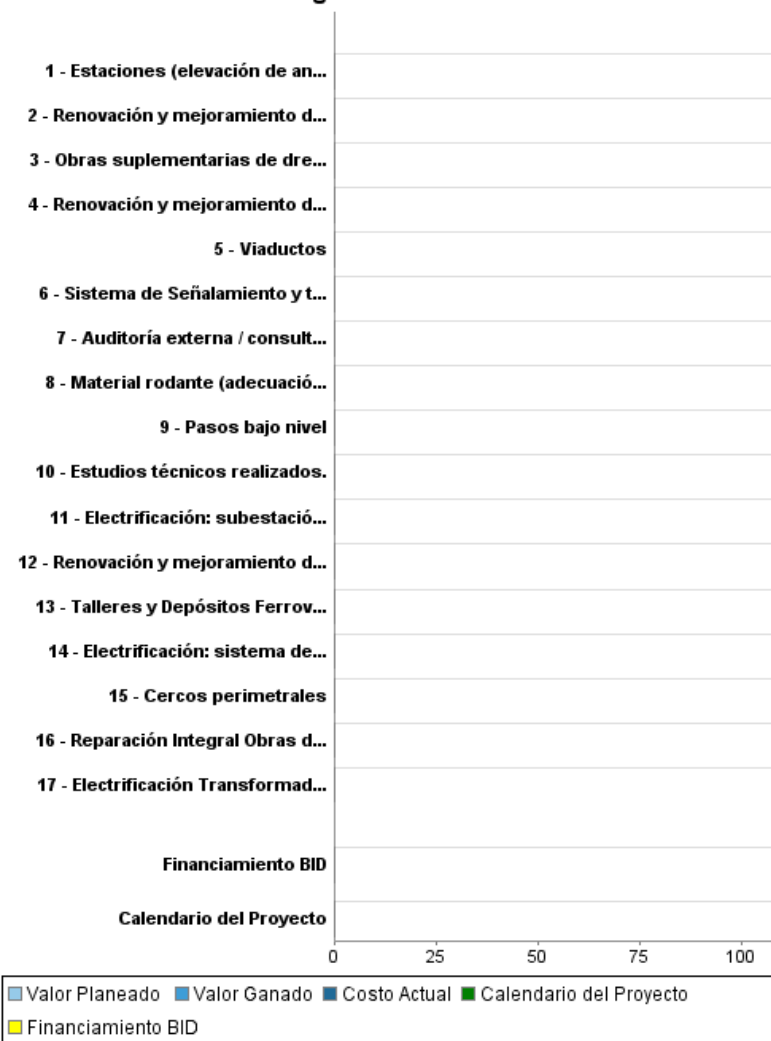 1 - Estaciones (elevación de an...
2 - Renovación y mejoramiento d...
3 - Obras suplementarias de dre...
4 - Renovación y mejoramiento d...
5 - Viaductos
6 - Sistema de Señalamiento y t...
7 - Auditoría externa / consult...
8 - Material rodante (adecuació...
9 - Pasos bajo nivel
10 - Estudios técnicos realizados.
11 - Electrificación: subestació...
12 - Renovación y mejoramiento d...
13 - Talleres y Depósitos Ferrov...
14 - Electrificación: sistema de...
15 - Cercos perimetrales
16 - Reparación Integral Obras d...
17 - Electrificación Transformad...
Financiamiento BID
Calendario del Proyecto
0 25 50 75 100
Valor Planeado Valor Ganado Costo Actual Calendario del Proyecto
Financiamiento BID